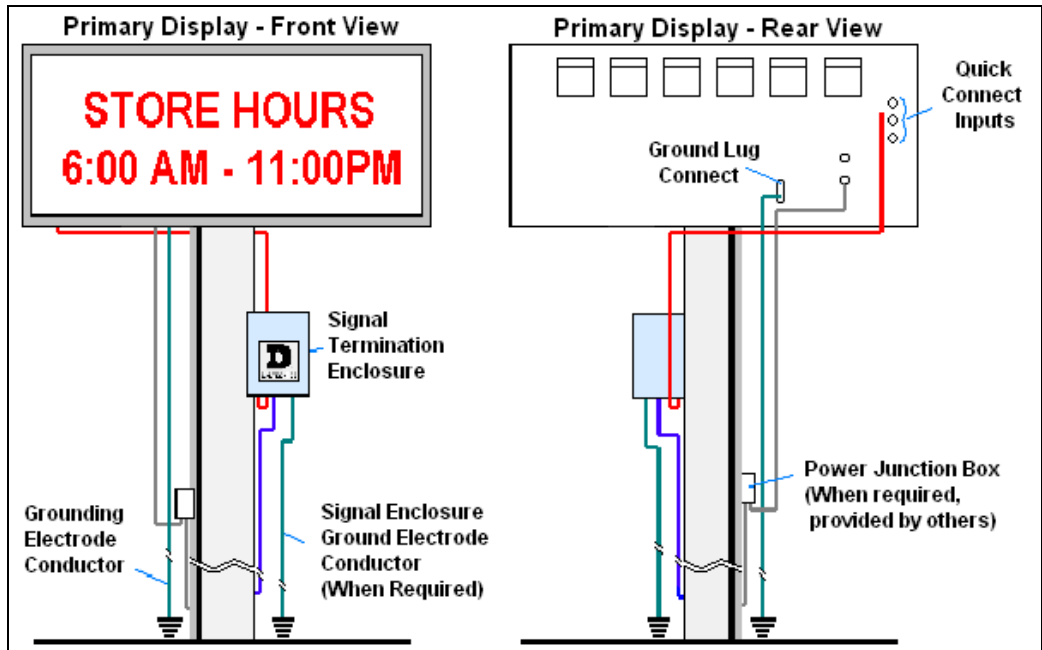 Primary Display - Front View
STORE HOURS
6:00 AM - 11:00PM
Signal
Termination
Enclosure
D
Grounding
Electrode
Conductor
Signal Enclosure
Ground Electrode
Conductor
(When Required)
Primary Display - Rear View
Quick
Connect
Inputs
Ground Lug
Connect
Power Junction Box
(When required,
provided by others)